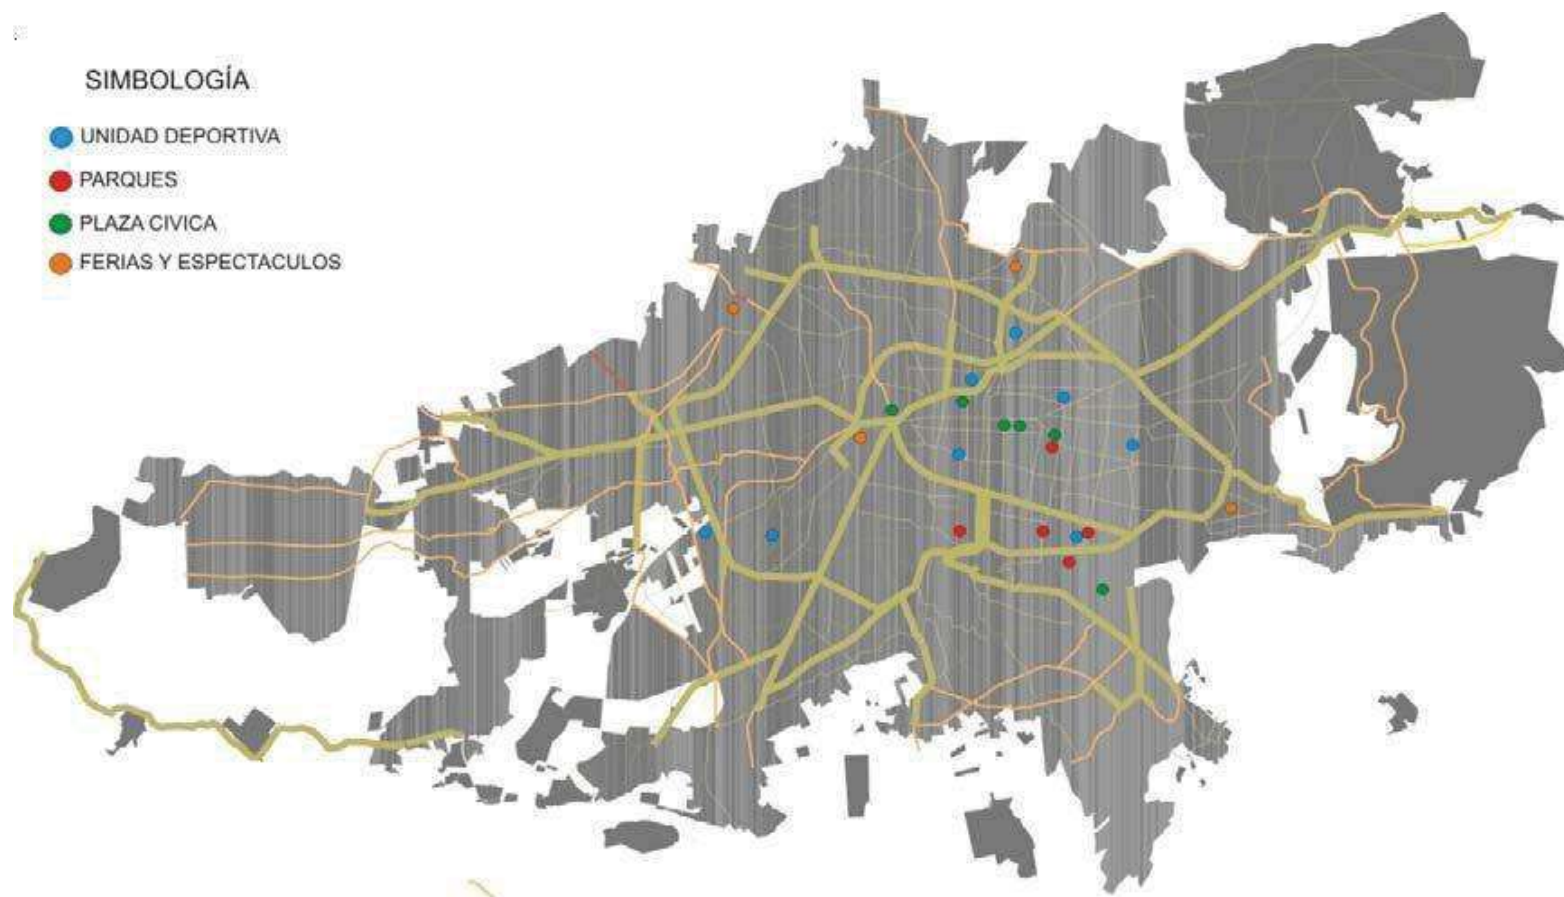 SIMBOLOGÍA
UNIDAD DEPORTIVA
PARQUES
PLAZA CIVICA
FERIAS Y ESPECTACULOS